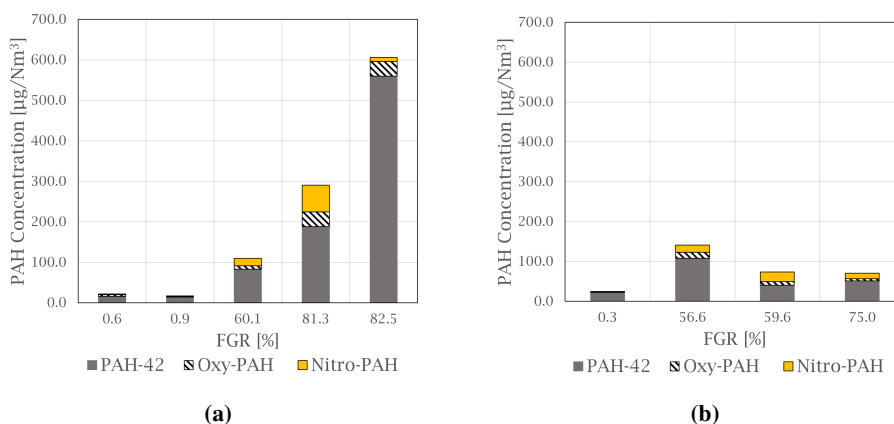 700.0
600.0
500.0
400.0
300.0
200.0
100.0
0.0
PAH Concentration [µg/Nm³]
0.6 0.9 60.1 81.3 82.5
FGR [%]
PAH-42 Oxy-PAH Nitro-PAH
(a)
700.0
600.0
500.0
400.0
300.0
200.0
100.0
0.0
PAH Concentration [µg/Nm³]
0.3 56.6 59.6 75.0
FGR [%]
PAH-42 Oxy-PAH Nitro-PAH
(b)